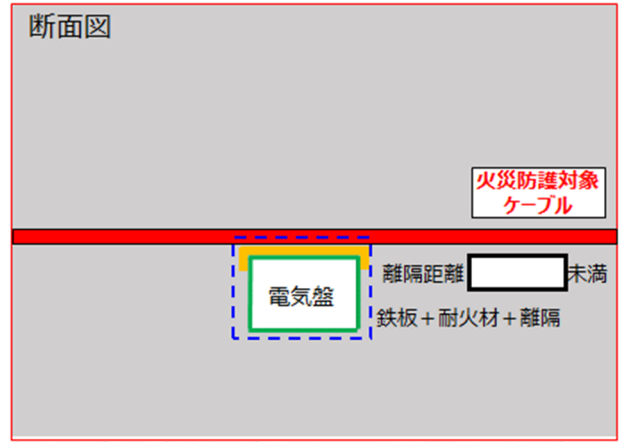 断面図
火災防護対象
ケーブル
離隔距離 未満
電気盤
鉄板＋耐火材＋離隔